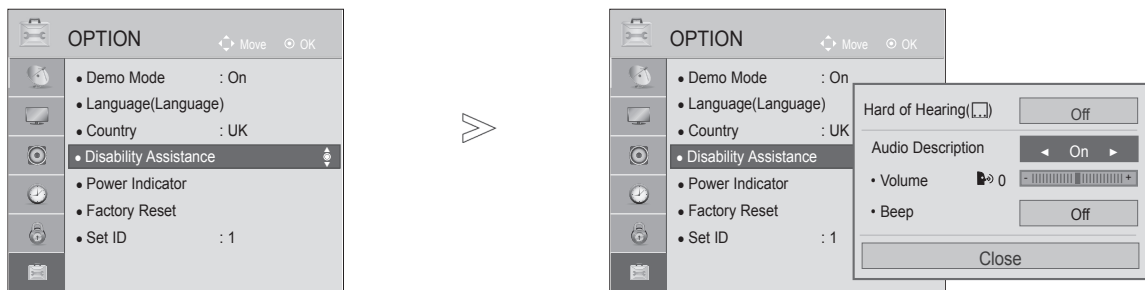 OPTION
Move OK
• Demo Mode : On
• Language(Language)
• Country : UK
• Disability Assistance
• Power Indicator
• Factory Reset
• Set ID : 1
OPTION
Move OK
• Demo Mode : On
• Language(Language)
• Country : UK
• Disability Assistance
• Power Indicator
• Factory Reset
• Set ID : 1
Hard of Hearing( ) Off
Audio Description ◄ On ►
• Volume 0 - +
• Beep Off
Close